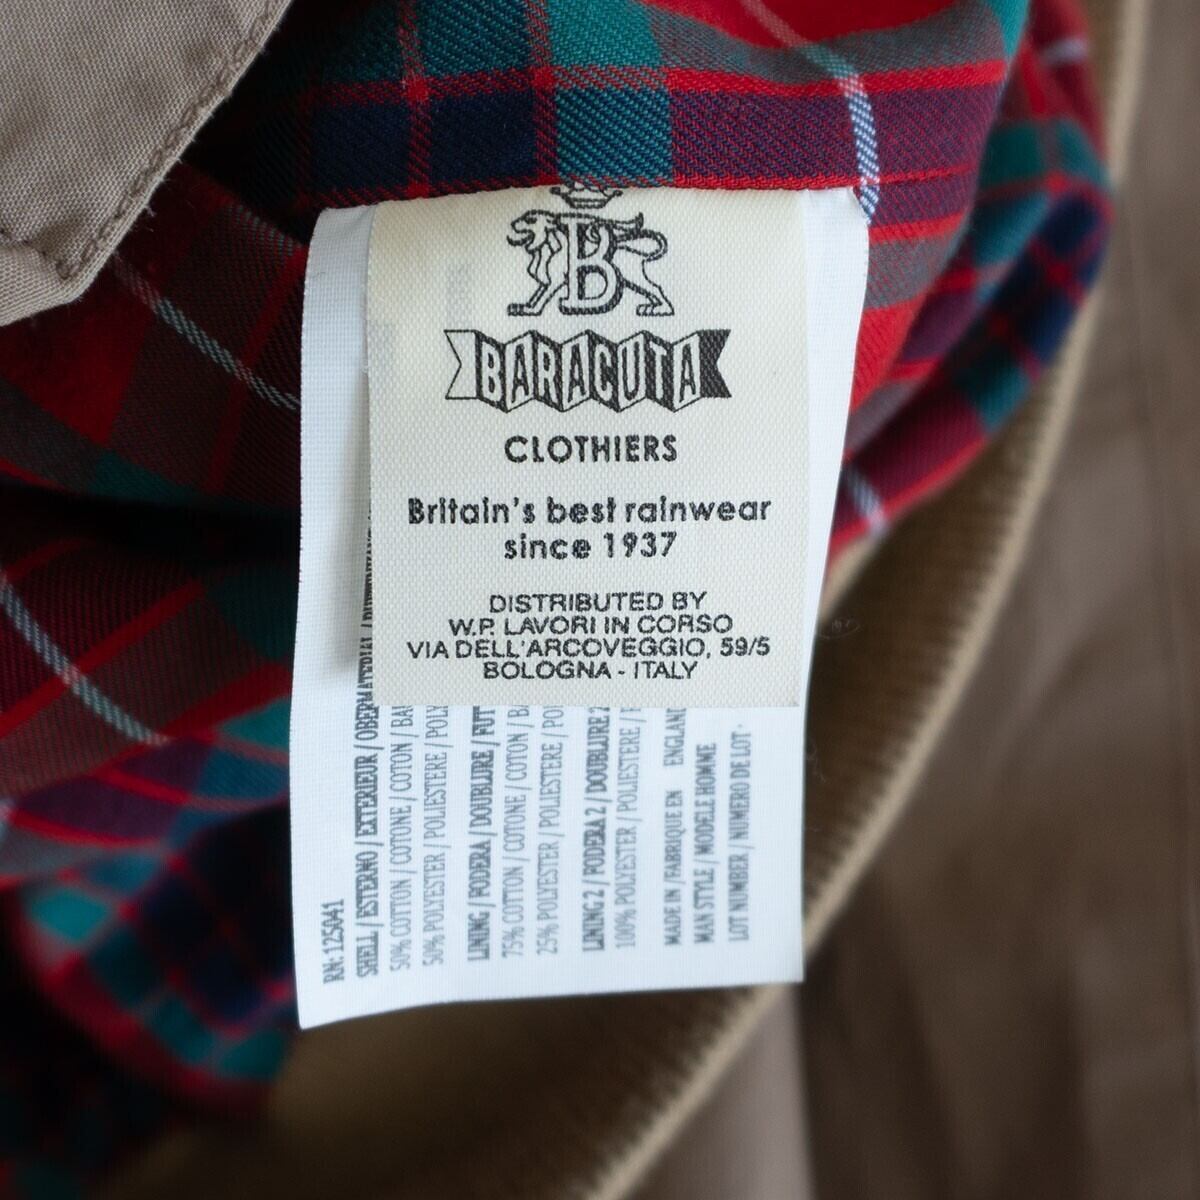 B
BARACUTA
CLOTHIERS
Britain's best rainwear
since 1937
DISTRIBUTED BY
W.P. LAVORI IN CORSO
VIA DELL'ARCOVEGGIO, 59/5
BOLOGNA - ITALY
RN: 125041
SHELL / ESTERNO / EXTERIEUR / OBERMATERIAL /
50% COTTON / COTONE / COTON /
50% POLYESTER / POLIESTERE /
LINING / FODERA / DOUBLURE /
75% COTTON / COTONE / COTON /
25% POLYESTER / POLIESTERE /
LINING 2 / FODERA 2 / DOUBLURE 2
100% POLYESTER / POLIESTERE /
MADE IN / FABRIQUE EN ENGLAND
MAN STYLE / MODELE HOMME
LOT NUMBER / NUMERO DE LOT -